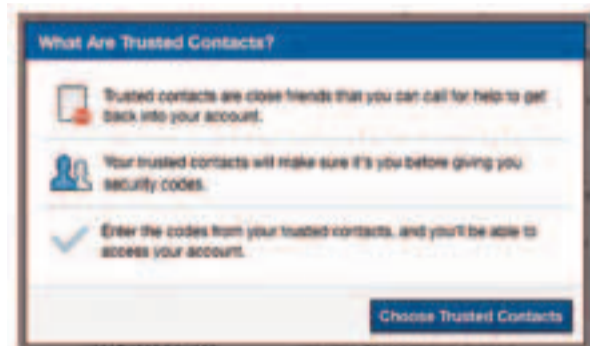 What Are Trusted Contacts?
Trusted contacts are close friends that you can call for help to get
back into your account.
Your trusted contacts will make sure it's you before giving you
security codes.
Enter the codes from your trusted contacts, and you'll be able to
access your account.
Choose Trusted Contacts